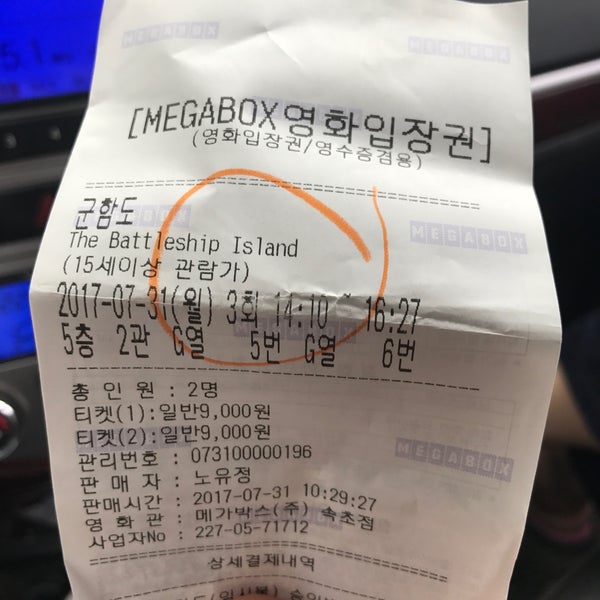 [MEGABOX영화입장권]
(영화입장권/영수증겸용)
군함도
The Battleship Island
(15세이상 관람가)
2017-07-31(월) 3회 14:10 ~ 16:27
5층 2관 G열 5번 G열 6번
총 인 원 : 2명
티켓(1):일반9,000원
티켓(2):일반9,000원
관리번호 : 073100000196
판 매 자 : 노유정
판매시간 : 2017-07-31 10:29:27
영 화 관 : 메가박스(주) 속초점
사업자No : 227-05-71712
상세결제내역